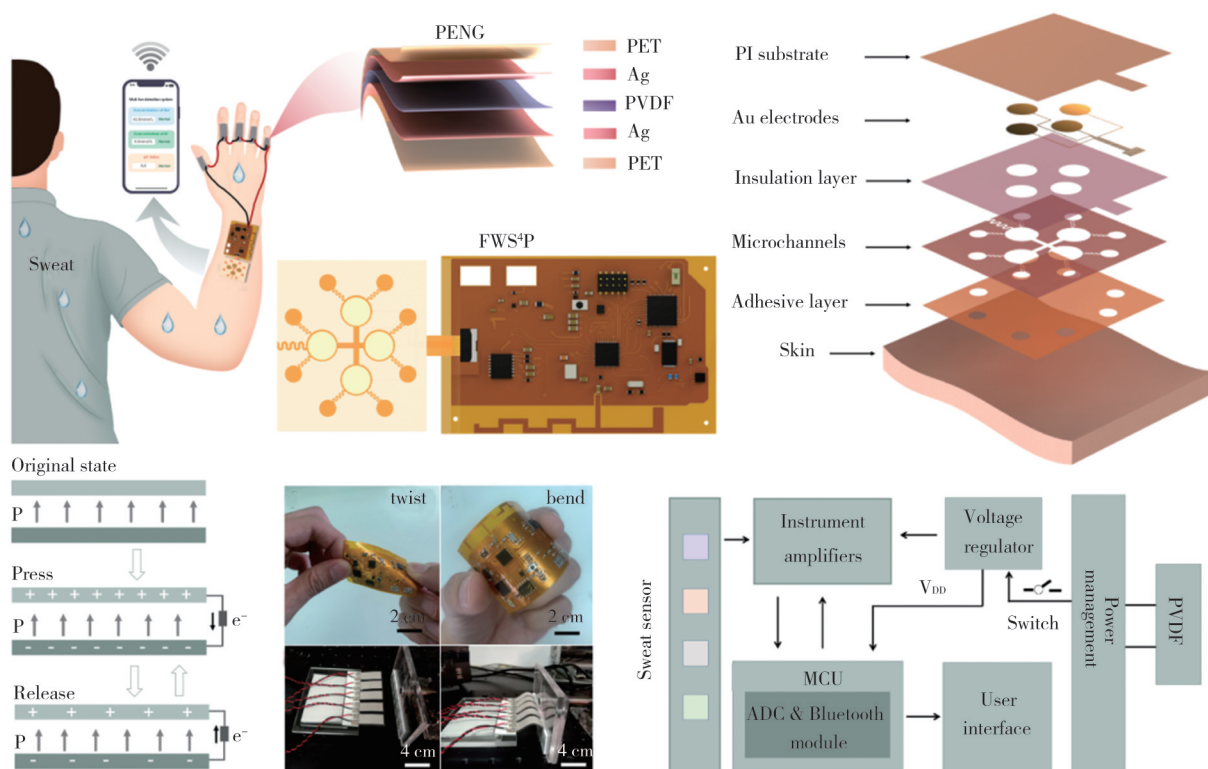 PENG
PET
Ag
PVDF
Ag
PET
PI substrate
Au electrodes
Insulation layer
Microchannels
Adhesive layer
Skin
Sweat
FWS⁴P
Original state
P
Press
P
e⁻
Release
P
e⁻
twist
2 cm
bend
2 cm
4 cm
4 cm
Sweat sensor
Instrument
amplifiers
Voltage
regulator
V_DD
Switch
Power
management
PVDF
MCU
ADC & Bluetooth
module
User
interface